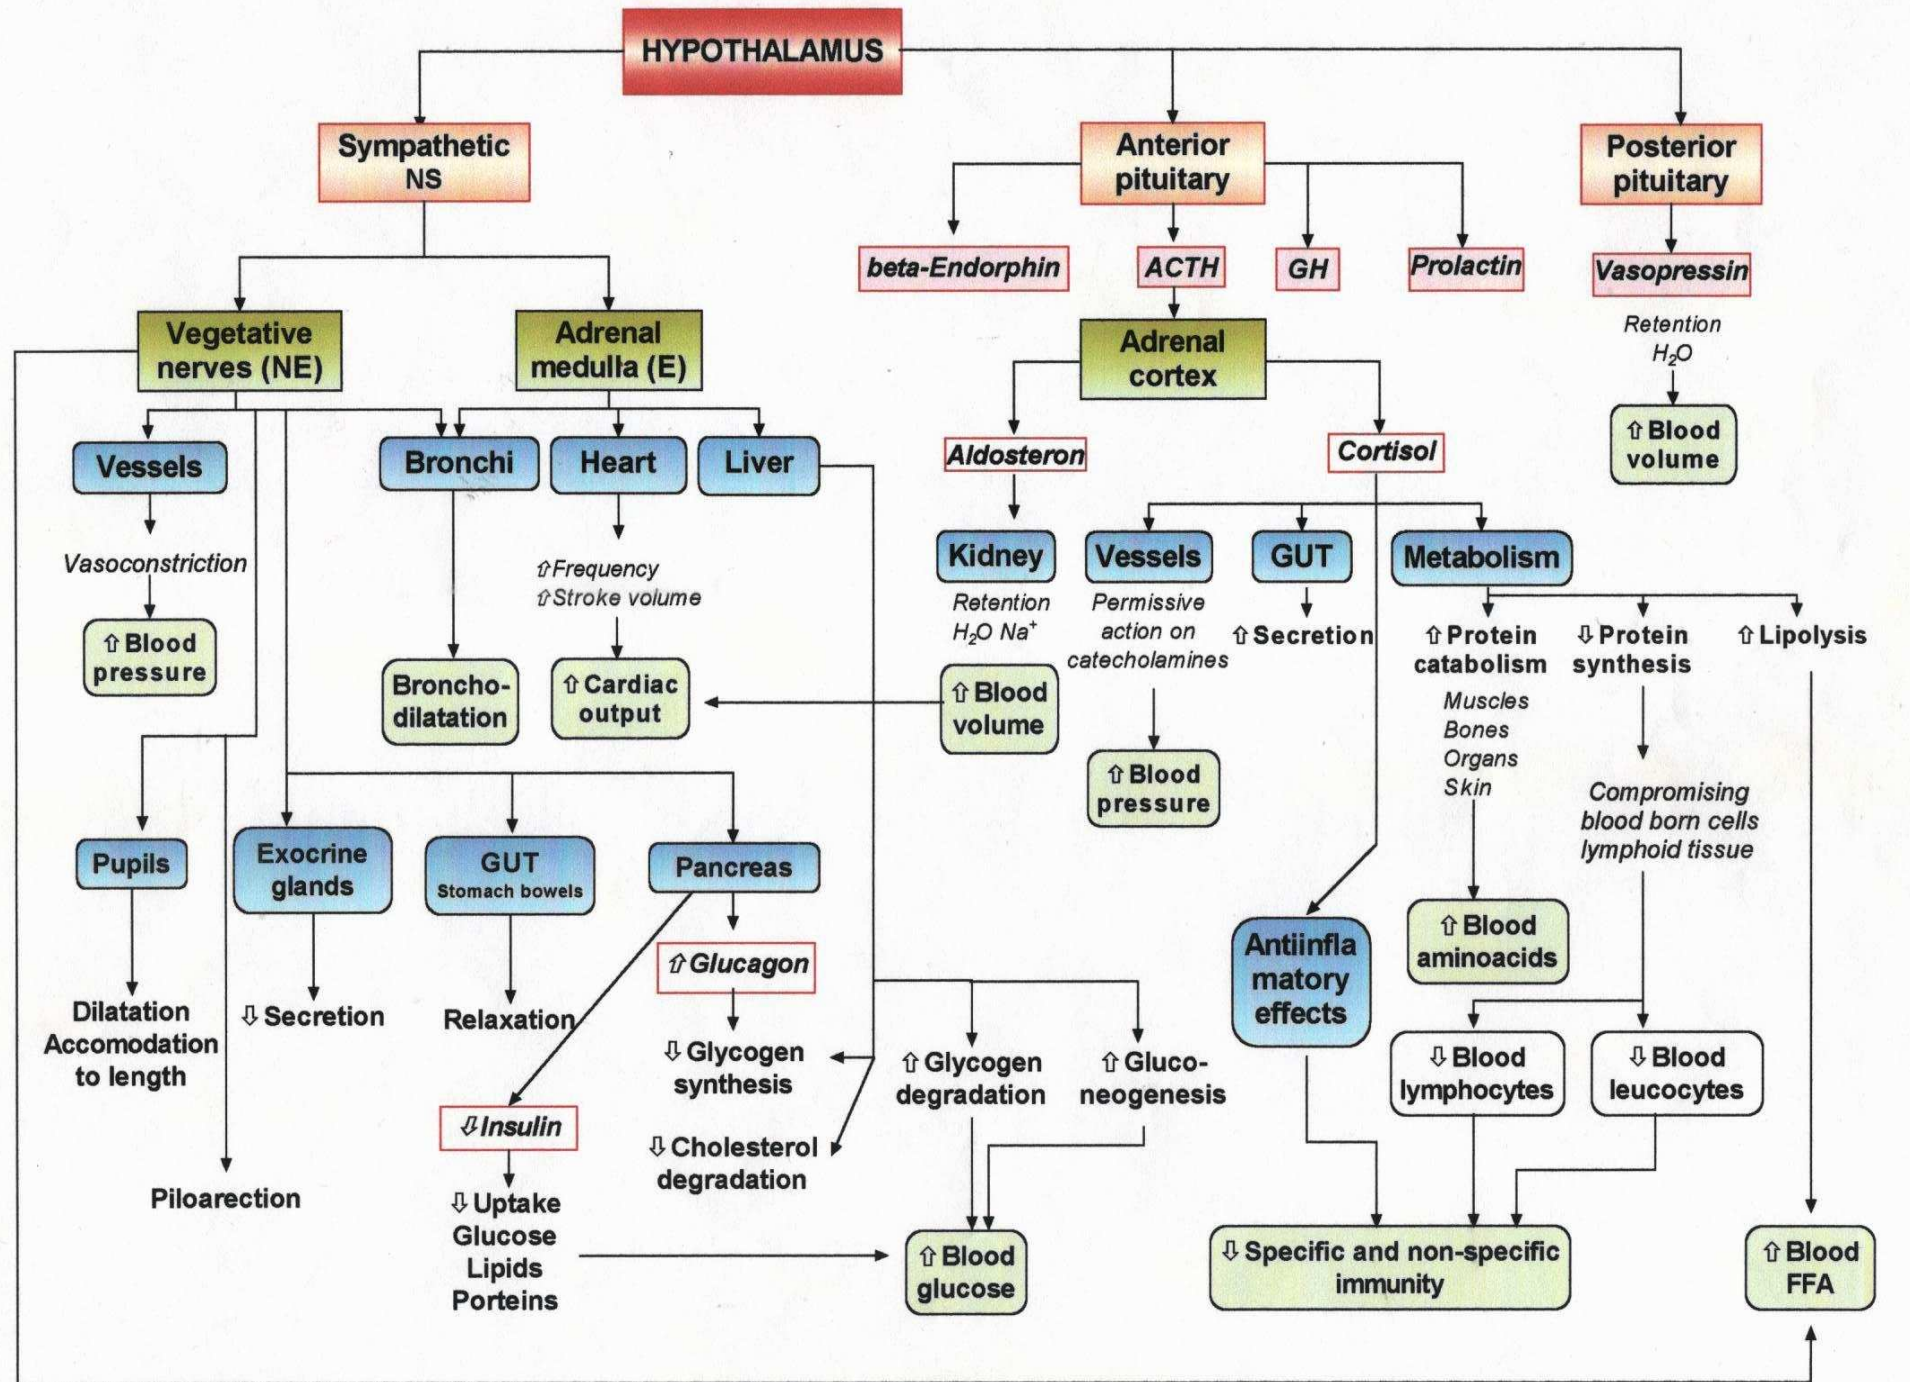 HYPOTHALAMUS
Sympathetic
NS
Anterior
pituitary
Posterior
pituitary
beta-Endorphin
ACTH
GH
Prolactin
Vasopressin
Retention
H₂O
⇧Blood
volume
Vegetative
nerves (NE)
Adrenal
medulla (E)
Adrenal
cortex
Vessels
Bronchi
Heart
Liver
Aldosteron
Cortisol
Vasoconstriction
⇧Blood
pressure
⇧Frequency
⇧Stroke volume
Broncho-
dilatation
⇧Cardiac
output
Kidney
Retention
H₂O Na⁺
⇧Blood
volume
Vessels
Permissive
action on
catecholamines
⇧Blood
pressure
GUT
⇧Secretion
Metabolism
⇧Protein
catabolism
Muscles
Bones
Organs
Skin
⇩Protein
synthesis
⇧Lipolysis
Compromising
blood born cells
lymphoid tissue
Pupils
Exocrine
glands
GUT
Stomach bowels
Pancreas
⇧Glucagon
Antiinfla
matory
effects
⇧Blood
aminoacids
Dilatation
Accomodation
to length
⇩Secretion
Relaxation
⇩Glycogen
synthesis
⇧Glycogen
degradation
⇧Gluco-
neogenesis
⇩Blood
lymphocytes
⇩Blood
leucocytes
⇩Insulin
⇩Cholesterol
degradation
Piloarection
⇩Uptake
Glucose
Lipids
Porteins
⇧Blood
glucose
⇩Specific and non-specific
immunity
⇧Blood
FFA